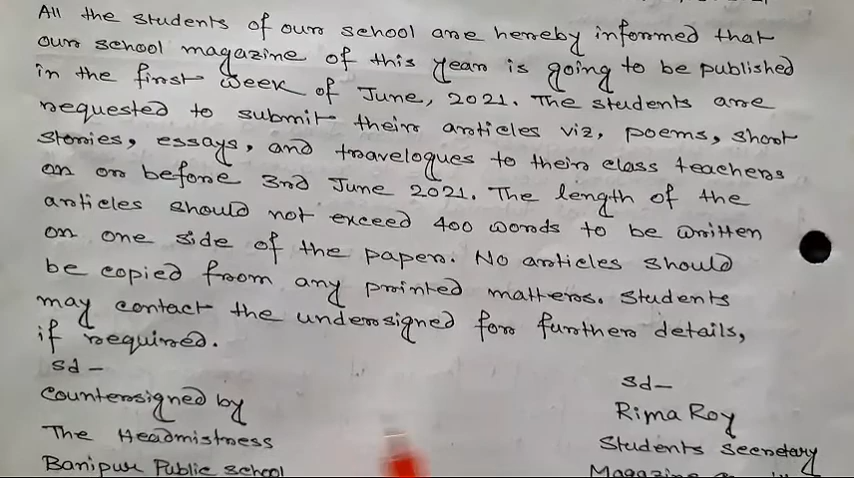 All the students of our school are hereby informed that
our school magazine of this year is going to be published
in the first week of June, 2021. The students are
requested to submit their articles viz, poems, short
stories, essays, and travelogues to their class teachers
on or before 3rd June 2021. The length of the
articles should not exceed 400 words to be written
on one side of the paper. No articles should
be copied from any printed matters. Students
may contact the undersigned for further details,
if required.
sd-
Countersigned by
The Headmistress
Banipur Public School
sd-
Rima Roy
Students Secretary
Magazine